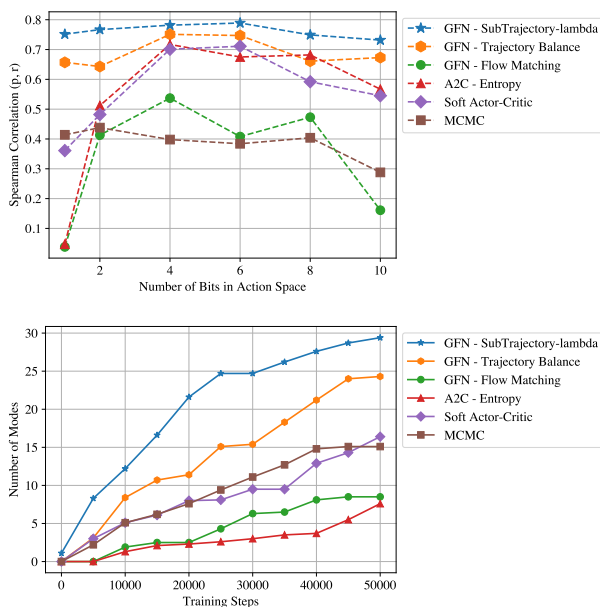 0.8
0.7
0.6
0.5
0.4
0.3
0.2
0.1
Spearman Correlation (p, r)
2 4 6 8 10
Number of Bits in Action Space
GFN - SubTrajectory-lambda
GFN - Trajectory Balance
GFN - Flow Matching
A2C - Entropy
Soft Actor-Critic
MCMC
30
25
20
15
10
5
0
Number of Modes
0 10000 20000 30000 40000 50000
Training Steps
GFN - SubTrajectory-lambda
GFN - Trajectory Balance
GFN - Flow Matching
A2C - Entropy
Soft Actor-Critic
MCMC